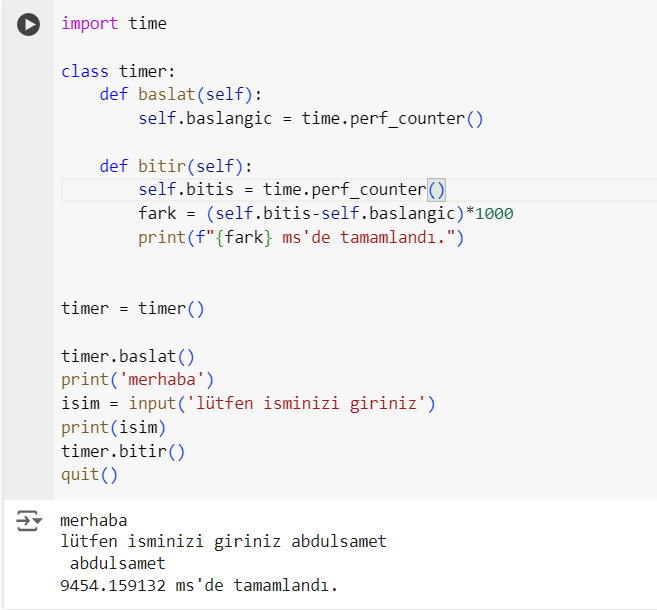 import time
class timer:
def baslat(self):
self.baslangic = time.perf_counter()
def bitir(self):
self.bitis = time.perf_counter()
fark = (self.bitis-self.baslangic)*1000
print(f"{fark} ms'de tamamlandı.")
timer = timer()
timer.baslat()
print('merhaba')
isim = input('lütfen isminizi giriniz')
print(isim)
timer.bitir()
quit()
merhaba
lütfen isminizi giriniz abdulsamet
abdulsamet
9454.159132 ms'de tamamlandı.